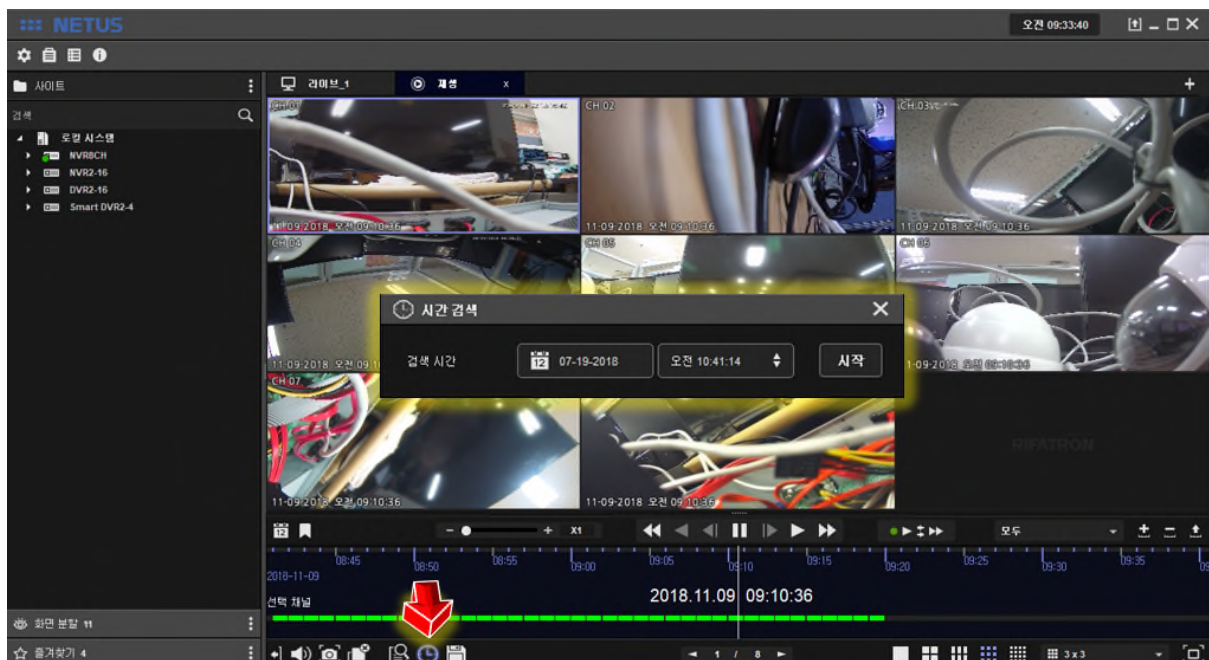 NETUS
오전 09:33:40
사이트
라이브_1
재생
x
+
검색
로컬 시스템
NVR8CH
NVR2-16
DVR2-16
Smart DVR2-4
CH 01
CH 02
CH 03
11-09-2018 오전 09:10:36
11-09-2018 오전 09:10:36
11-09-2018 오전 09:10:36
CH 04
CH 05
CH 06
시간 검색
검색 시간
12
07-19-2018
오전 10:41:14
시작
11-09-2018 오전 09:1
1-09-2018 오전 09:10:36
CH 07
RIFATRON
11-09-2018 오전 09:10:36
11-09-2018 오전 09:10:36
12
- + X1
모두
08:45 08:50 08:55 09:00 09:05 09:10 09:15 09:20 09:25 09:30 09:35
2018-11-09
2018.11.09 09:10:36
선택 채널
화면 분할 11
즐겨찾기 4
1 / 8
3 x 3